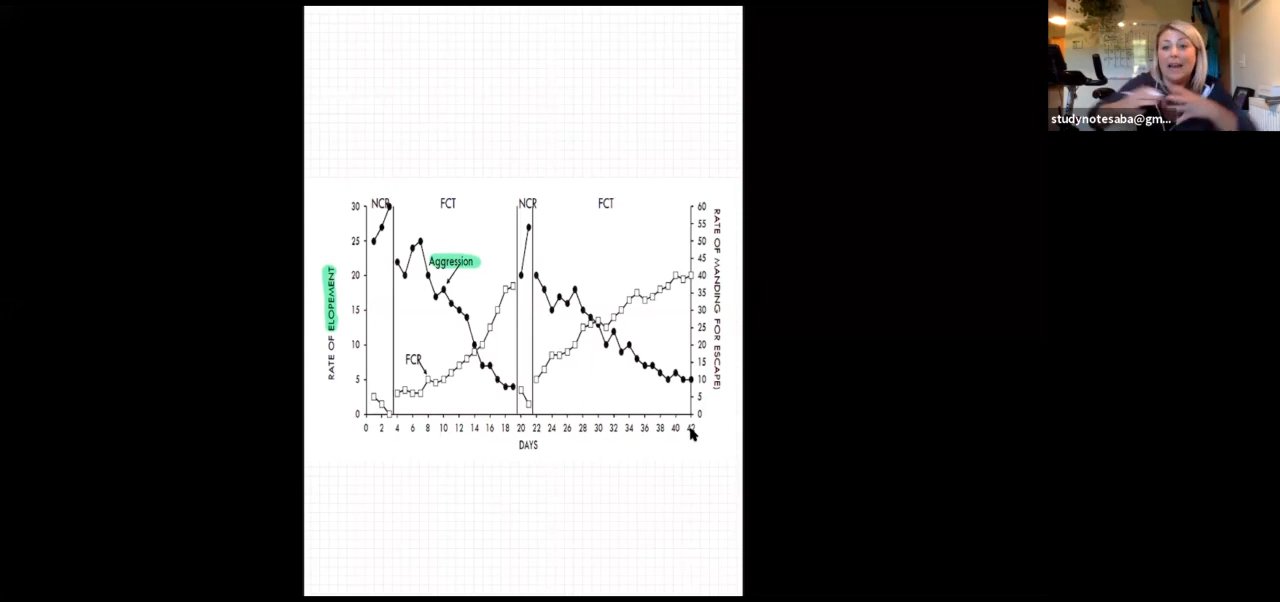 studynotesaba@gm...
NCR FCT NCR FCT
30
25
20
15
10
5
0
RATE OF ELOPEMENT
Aggression
FCR
60
55
50
45
40
35
30
25
20
15
10
5
0
RATE OF MANDING FOR ESCAPE)
0 2 4 6 8 10 12 14 16 18 20 22 24 26 28 30 32 34 36 38 40 42
DAYS